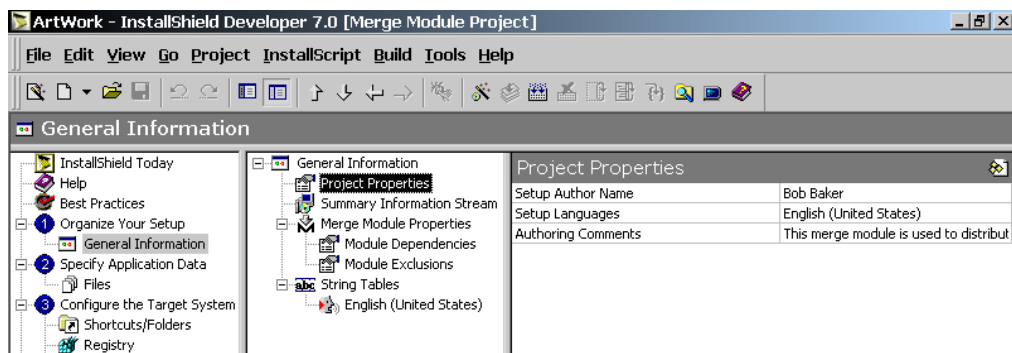 ArtWork - InstallShield Developer 7.0 [Merge Module Project]
File Edit View Go Project InstallScript Build Tools Help
General Information
InstallShield Today
Help
Best Practices
1 Organize Your Setup
General Information
2 Specify Application Data
Files
3 Configure the Target System
Shortcuts/Folders
Registry
General Information
Project Properties
Summary Information Stream
Merge Module Properties
Module Dependencies
Module Exclusions
abc String Tables
English (United States)
Project Properties
Setup Author Name Bob Baker
Setup Languages English (United States)
Authoring Comments This merge module is used to distribut